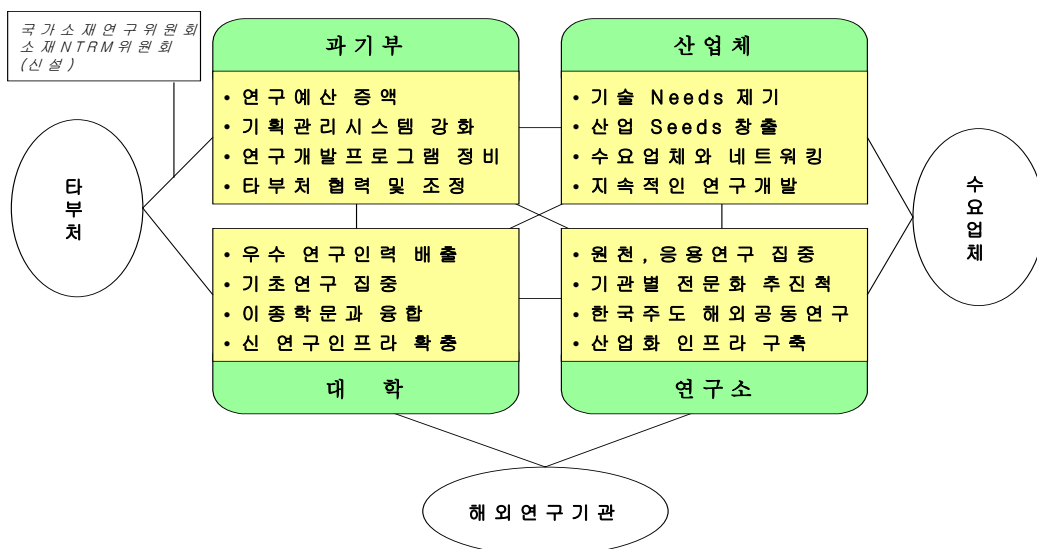 국가소재연구위원회
소재NTRM위원회
(신설)
과기부
• 연구예산 증액
• 기획관리시스템 강화
• 연구개발프로그램 정비
• 타부처 협력 및 조정
산업체
• 기술 Needs 제기
• 산업 Seeds 창출
• 수요업체와 네트워킹
• 지속적인 연구개발
타부처
수요업체
• 우수 연구인력 배출
• 기초연구 집중
• 이종학문과 융합
• 신 연구인프라 확충
대 학
• 원천, 응용연구 집중
• 기관별 전문화 추진척
• 한국주도 해외공동연구
• 산업화 인프라 구축
연구소
해외연구기관